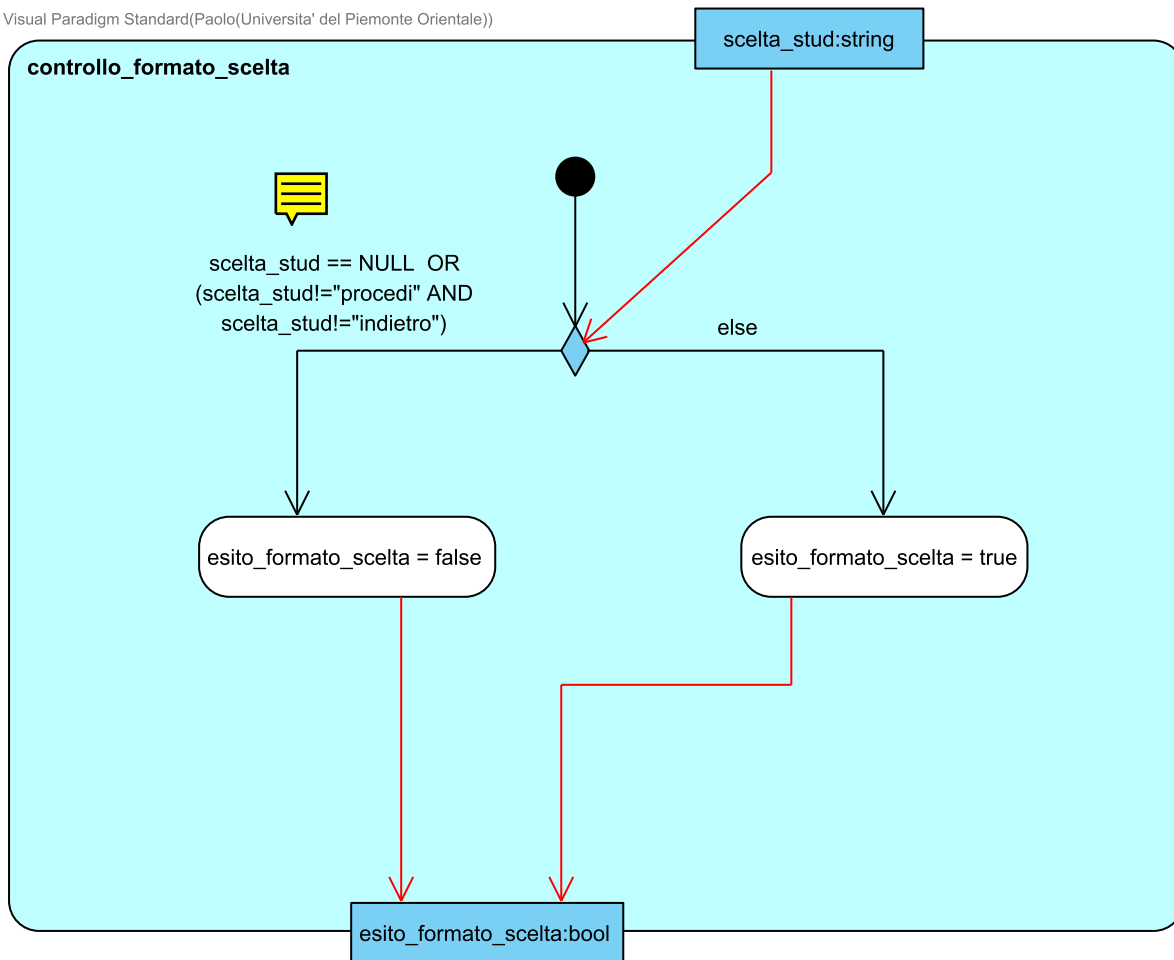 Visual Paradigm Standard(Paolo(Universita' del Piemonte Orientale))
scelta_stud:string
controllo_formato_scelta
scelta_stud == NULL  OR
(scelta_stud!="procedi" AND
scelta_stud!="indietro")
else
esito_formato_scelta = false
esito_formato_scelta = true
esito_formato_scelta:bool